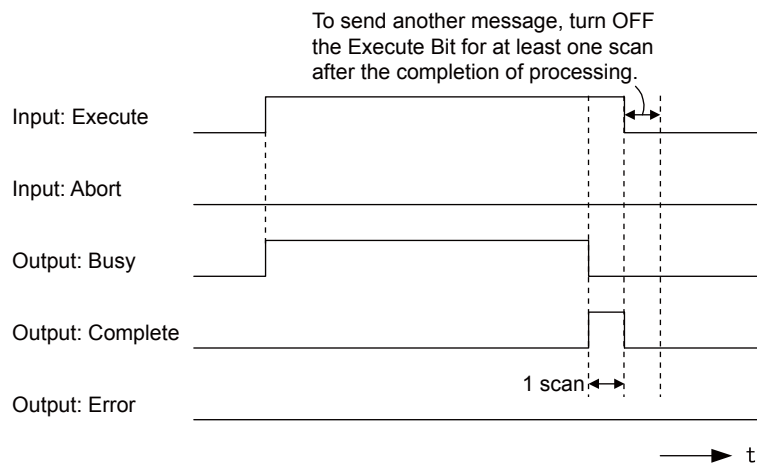 To send another message, turn OFF
the Execute Bit for at least one scan
after the completion of processing.
Input: Execute
Input: Abort
Output: Busy
Output: Complete
1 scan
Output: Error
t